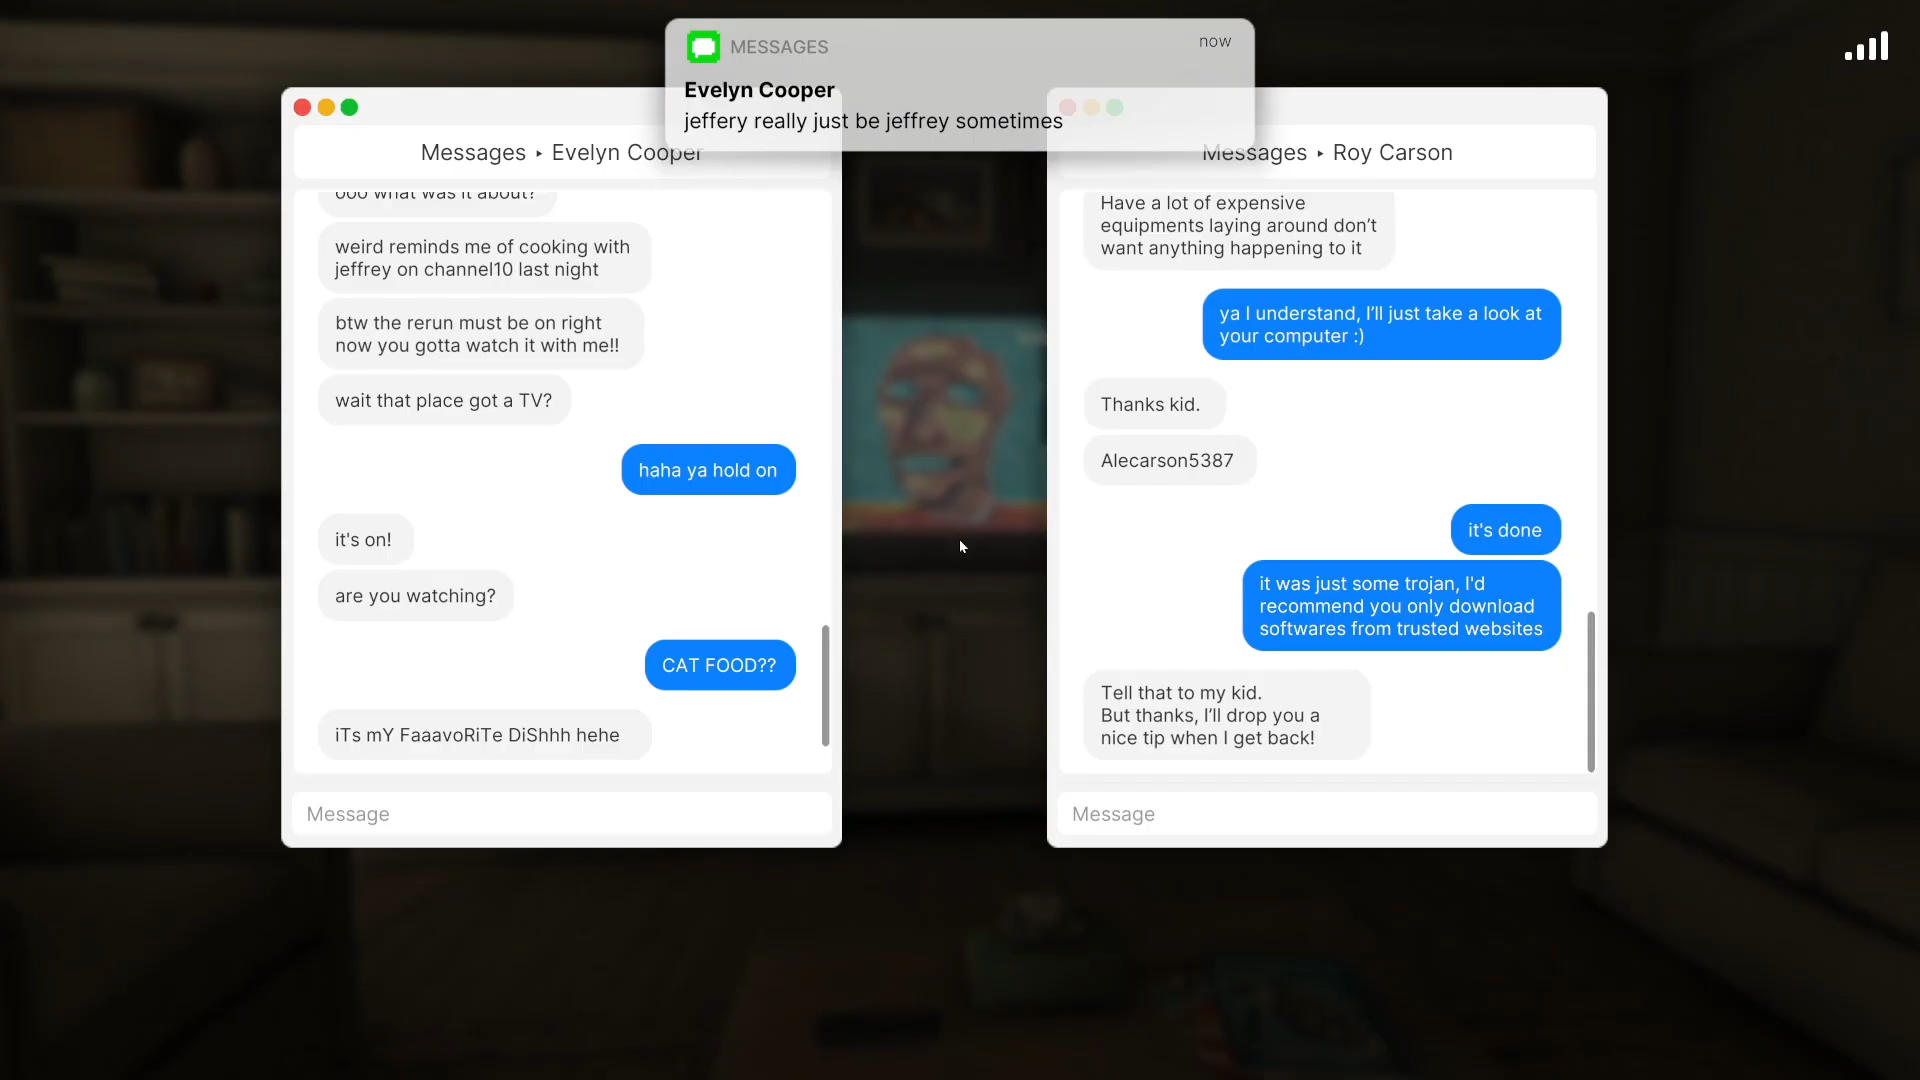 MESSAGES
now
Evelyn Cooper
jeffery really just be jeffrey sometimes
Messages ‣ Evelyn Cooper
ooo what was it about?
weird reminds me of cooking with
jeffrey on channel10 last night
btw the rerun must be on right
now you gotta watch it with me!!
wait that place got a TV?
haha ya hold on
it's on!
are you watching?
CAT FOOD??
iTs mY FaaavoRiTe DiShhh hehe
Message
Messages ‣ Roy Carson
Have a lot of expensive
equipments laying around don’t
want anything happening to it
ya I understand, I’ll just take a look at
your computer :)
Thanks kid.
Alecarson5387
it's done
it was just some trojan, I'd
recommend you only download
softwares from trusted websites
Tell that to my kid.
But thanks, I’ll drop you a
nice tip when I get back!
Message